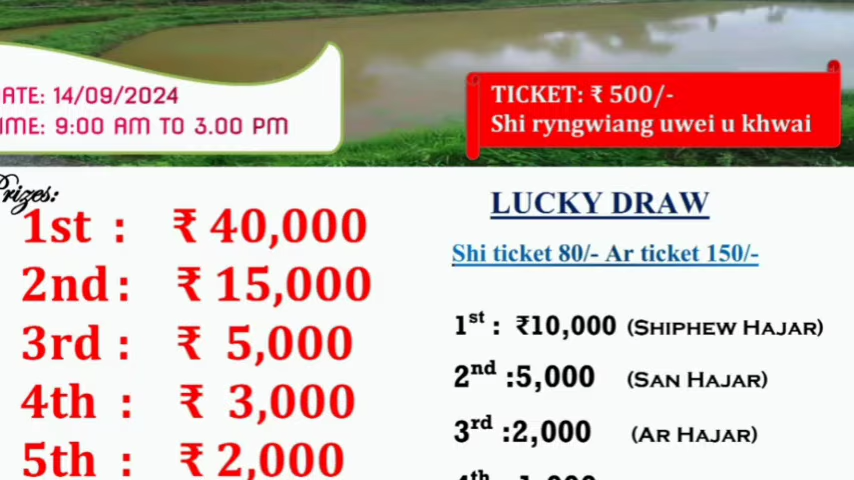 ATE: 14/09/2024
IME: 9:00 AM TO 3.00 PM
TICKET: ₹ 500/-
Shi ryngwiang uwei u khwai
Prizes:
1st : ₹ 40,000
2nd : ₹ 15,000
3rd : ₹ 5,000
4th : ₹ 3,000
5th : ₹ 2,000
LUCKY DRAW
Shi ticket 80/- Ar ticket 150/-
1st : ₹10,000 (SHIPHEW HAJAR)
2nd :5,000 (SAN HAJAR)
3rd :2,000 (AR HAJAR)
4th